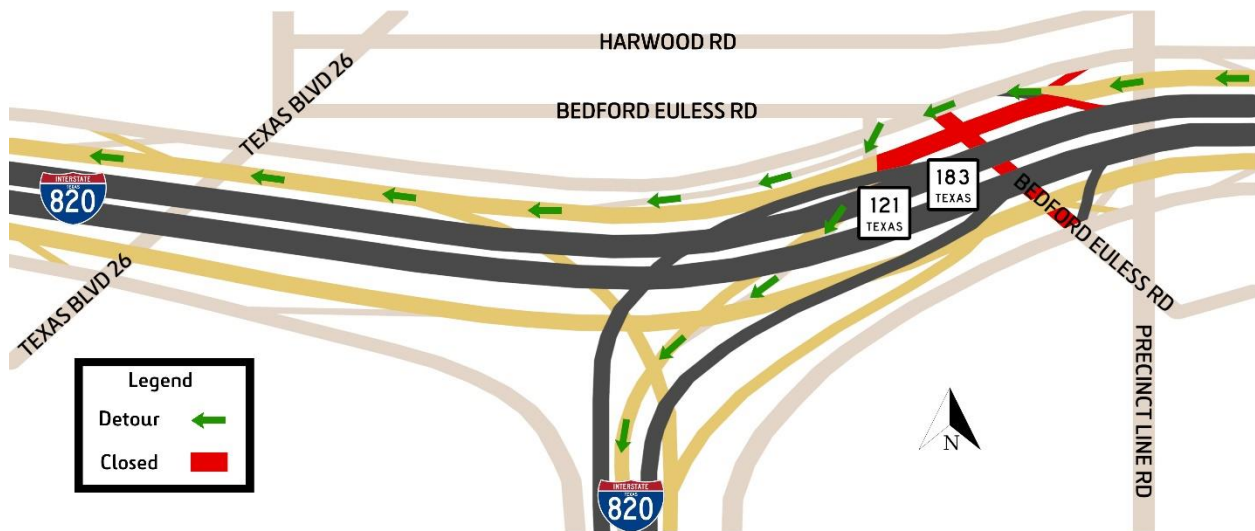 HARWOOD RD
TEXAS BLVD 26
BEDFORD EULESS RD
INTERSTATE
TEXAS
820
183
TEXAS
121
TEXAS
BEDFORD EULESS RD
TEXAS BLVD 26
PRECINCT LINE RD
Legend
Detour
Closed
N
INTERSTATE
TEXAS
820